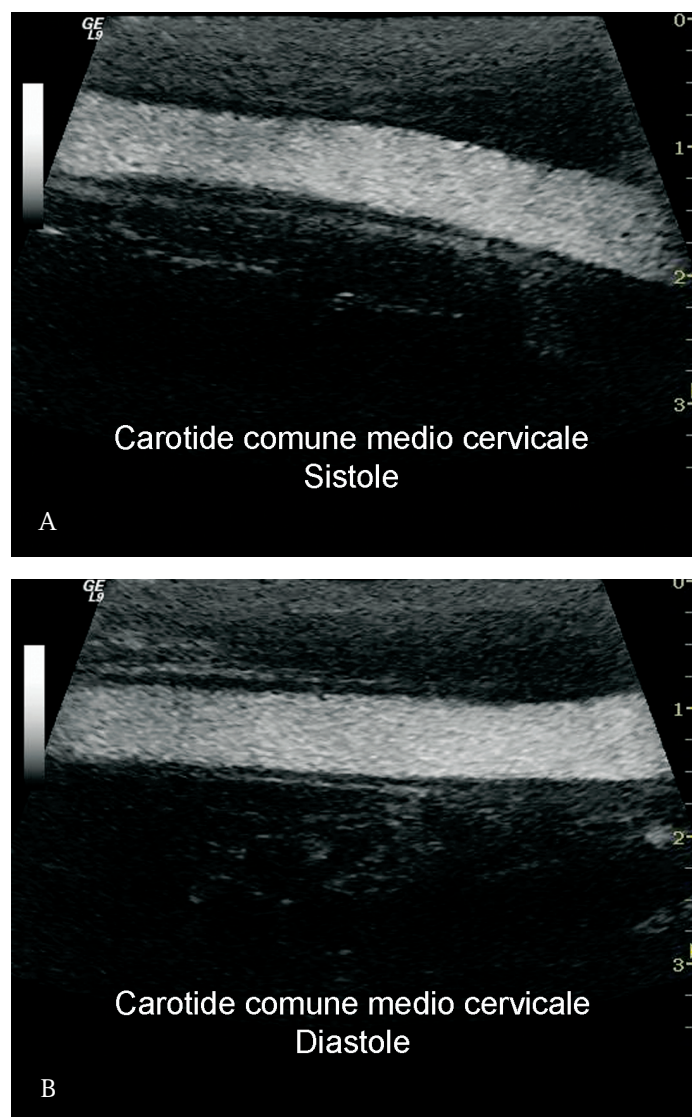 GE
L9
0
1
2
3
Carotide comune medio cervicale
Sistole
A
GE
L9
0
1
2
3
Carotide comune medio cervicale
Diastole
B